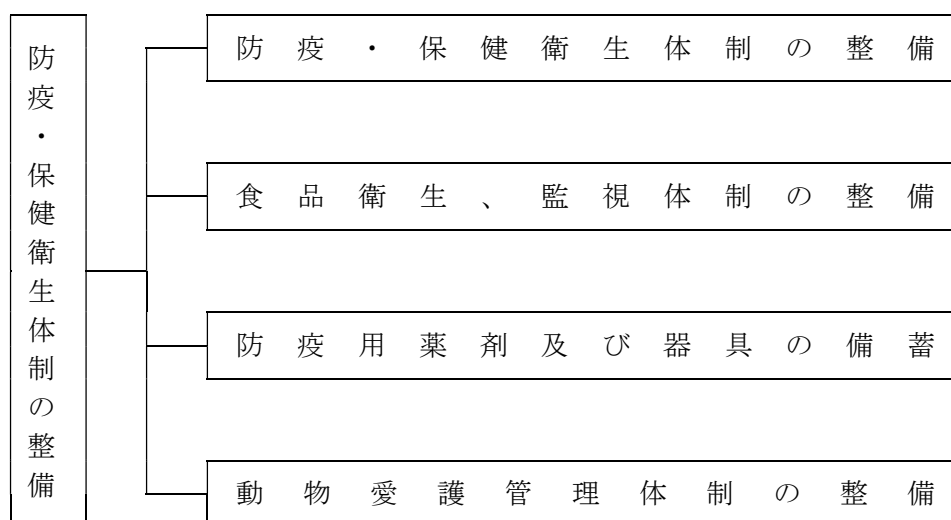 防疫・保健衛生体制の整備
防疫・保健衛生体制の整備
食品衛生、監視体制の整備
防疫用薬剤及び器具の備蓄
動物愛護管理体制の整備